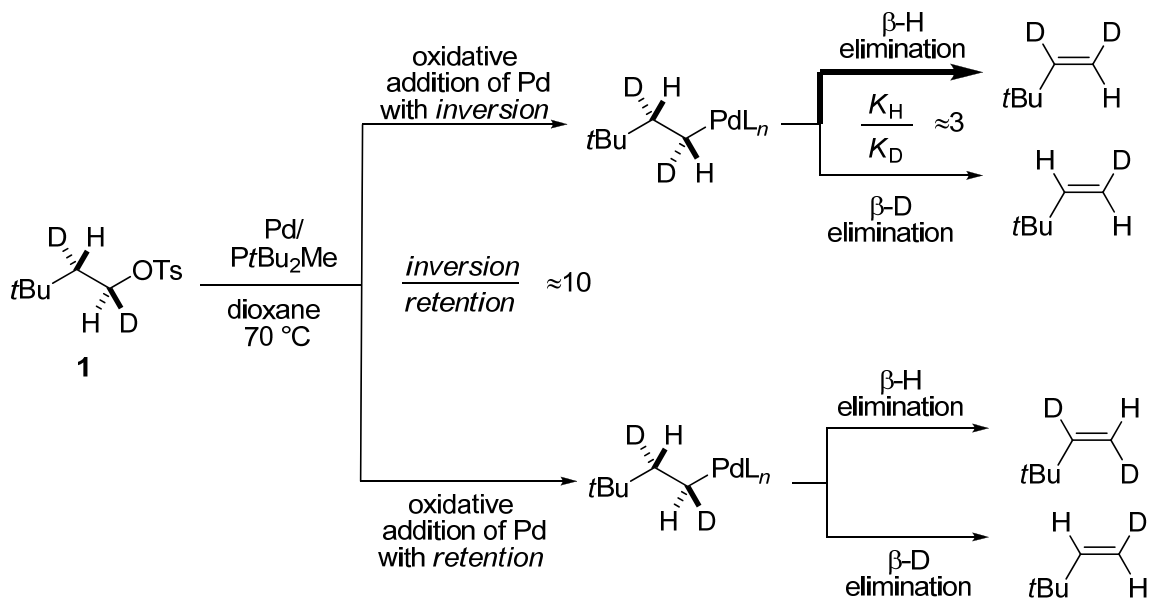 oxidative
addition of Pd
with inversion
D
H
tBu
PdLn
D
H
β-H
elimination
KH
KD
≈3
β-D
elimination
D
D
tBu
H
H
D
tBu
H
D
H
tBu
OTs
H
D
1
Pd/
PtBu2Me
dioxane
70 °C
inversion
retention
≈10
oxidative
addition of Pd
with retention
D
H
tBu
PdLn
H
D
β-H
elimination
β-D
elimination
D
H
tBu
D
H
D
tBu
H